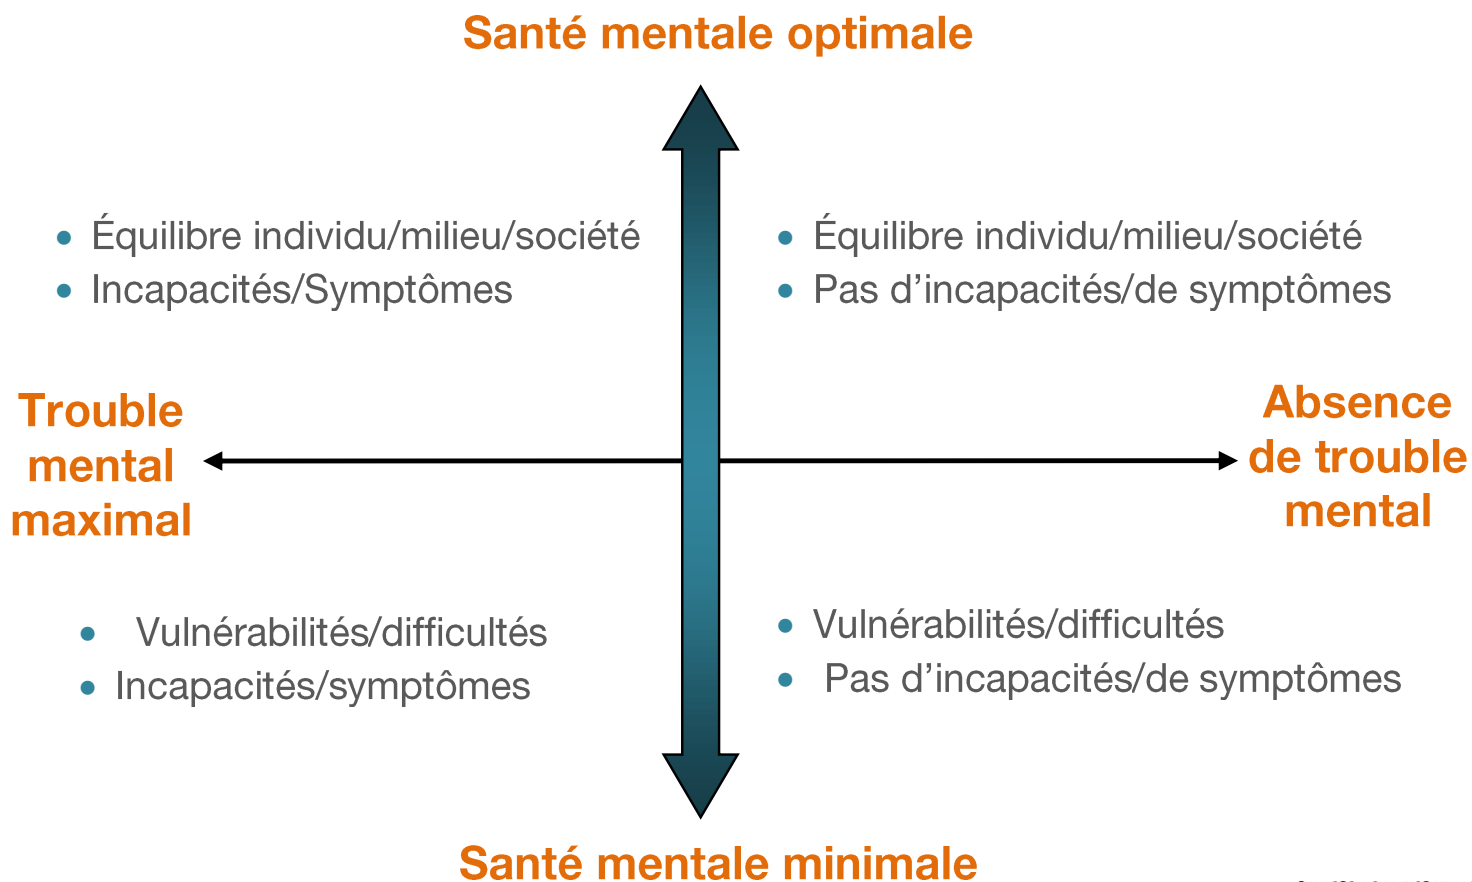 Santé mentale optimale
• Équilibre individu/milieu/société
• Incapacités/Symptômes
• Équilibre individu/milieu/société
• Pas d’incapacités/de symptômes
Trouble
mental
maximal
Absence
de trouble
mental
• Vulnérabilités/difficultés
• Incapacités/symptômes
• Vulnérabilités/difficultés
• Pas d’incapacités/de symptômes
Santé mentale minimale